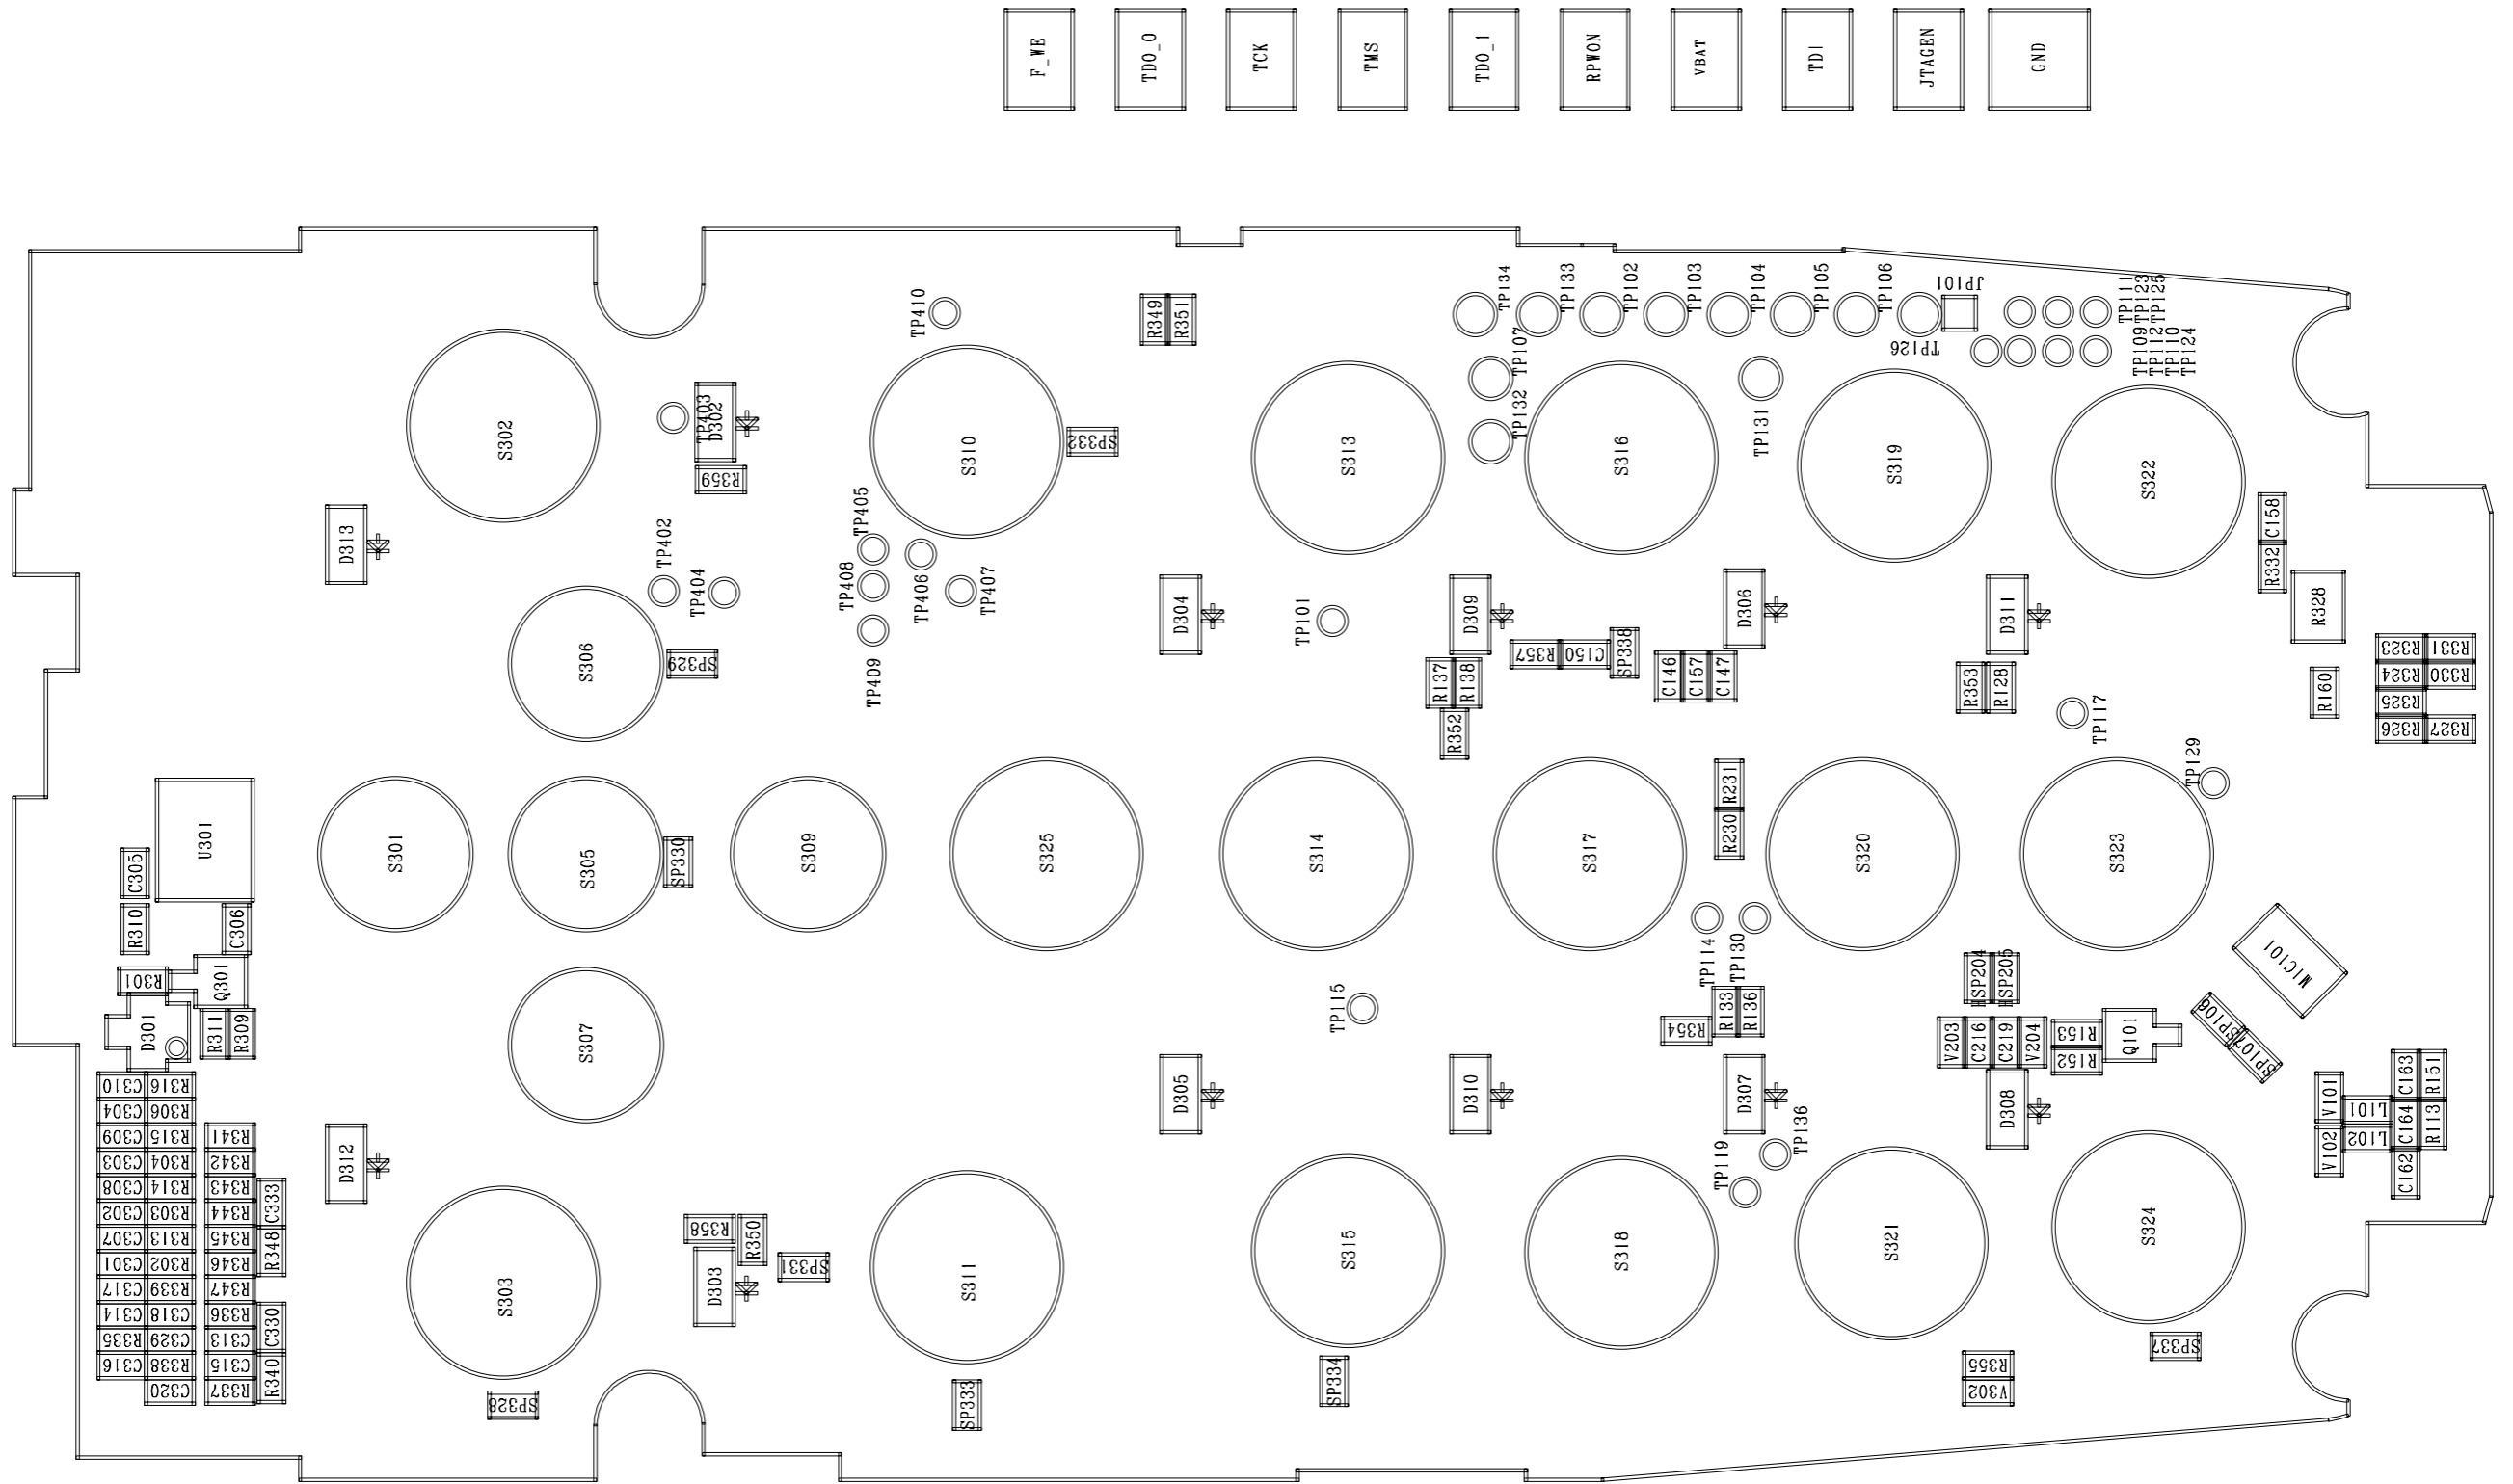 F_WE
TDO_O
TCK
TMS
TDO_1
RPWON
VBAT
TDI
JTAGEN
GND
TP410
R349
R351
TP134
TP133
TP102
TP103
TP104
TP105
TP106
JP101
TP126
TP111
TP123
TP125
TP109
TP112
TP110
TP124
TP107
TP132
TP131
S302
TP403
D302
R359
S310
SP332
S313
S316
S319
S322
C158
R332
R328
D313
TP402
TP404
TP405
TP408
TP406
TP407
TP409
S306
SP329
D304
TP101
D309
R357
C150
SP338
D306
R137
R138
R352
C146
C157
C147
D311
R353
R128
TP117
R160
R323
R331
R324
R330
R325
R326
R327
TP129
U301
C305
R310
C306
S301
S305
SP330
S309
S325
S314
S317
R231
R230
S320
S323
R301
Q301
D301
R311
R309
S307
TP115
TP114
TP130
R354
R133
R136
HSP204
HSP205
V203
C216
C219
V204
R153
R152
Q101
MIC101
SP106
SP107
SP
C310
R316
C304
R306
C309
R315
R341
C303
R304
R342
C308
R314
R343
C333
C302
R303
R344
C307
R313
R345
R348
C301
R302
R346
C317
R339
R347
C314
C318
R336
C330
R335
C329
C313
C316
R338
C315
R340
C320
R337
D312
S303
SP328
R358
R350
D303
SP331
S311
SP333
D305
D310
D307
TP119
TP136
D308
S315
SP334
S318
S321
S324
R355
V302
SP337
V101
V102
L101
L102
C163
R151
C164
R113
C162